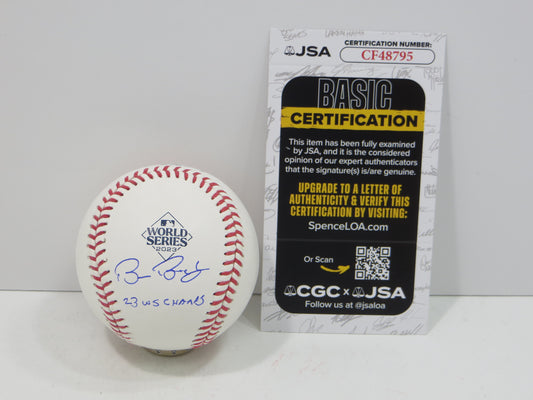 WORLD
SERIES
2023
23 WS CHAMPS
JSA
CERTIFICATION NUMBER:
CF48795
BASIC
CERTIFICATION
This item has been fully examined
by JSA, and it is the considered
opinion of our expert authenticators
that the signature(s) is/are genuine.
UPGRADE TO A LETTER OF
AUTHENTICITY & VERIFY THIS
CERTIFICATION BY VISITING:
SpenceLOA.com
Or Scan
CGC x JSA
Follow us at @jsaloa